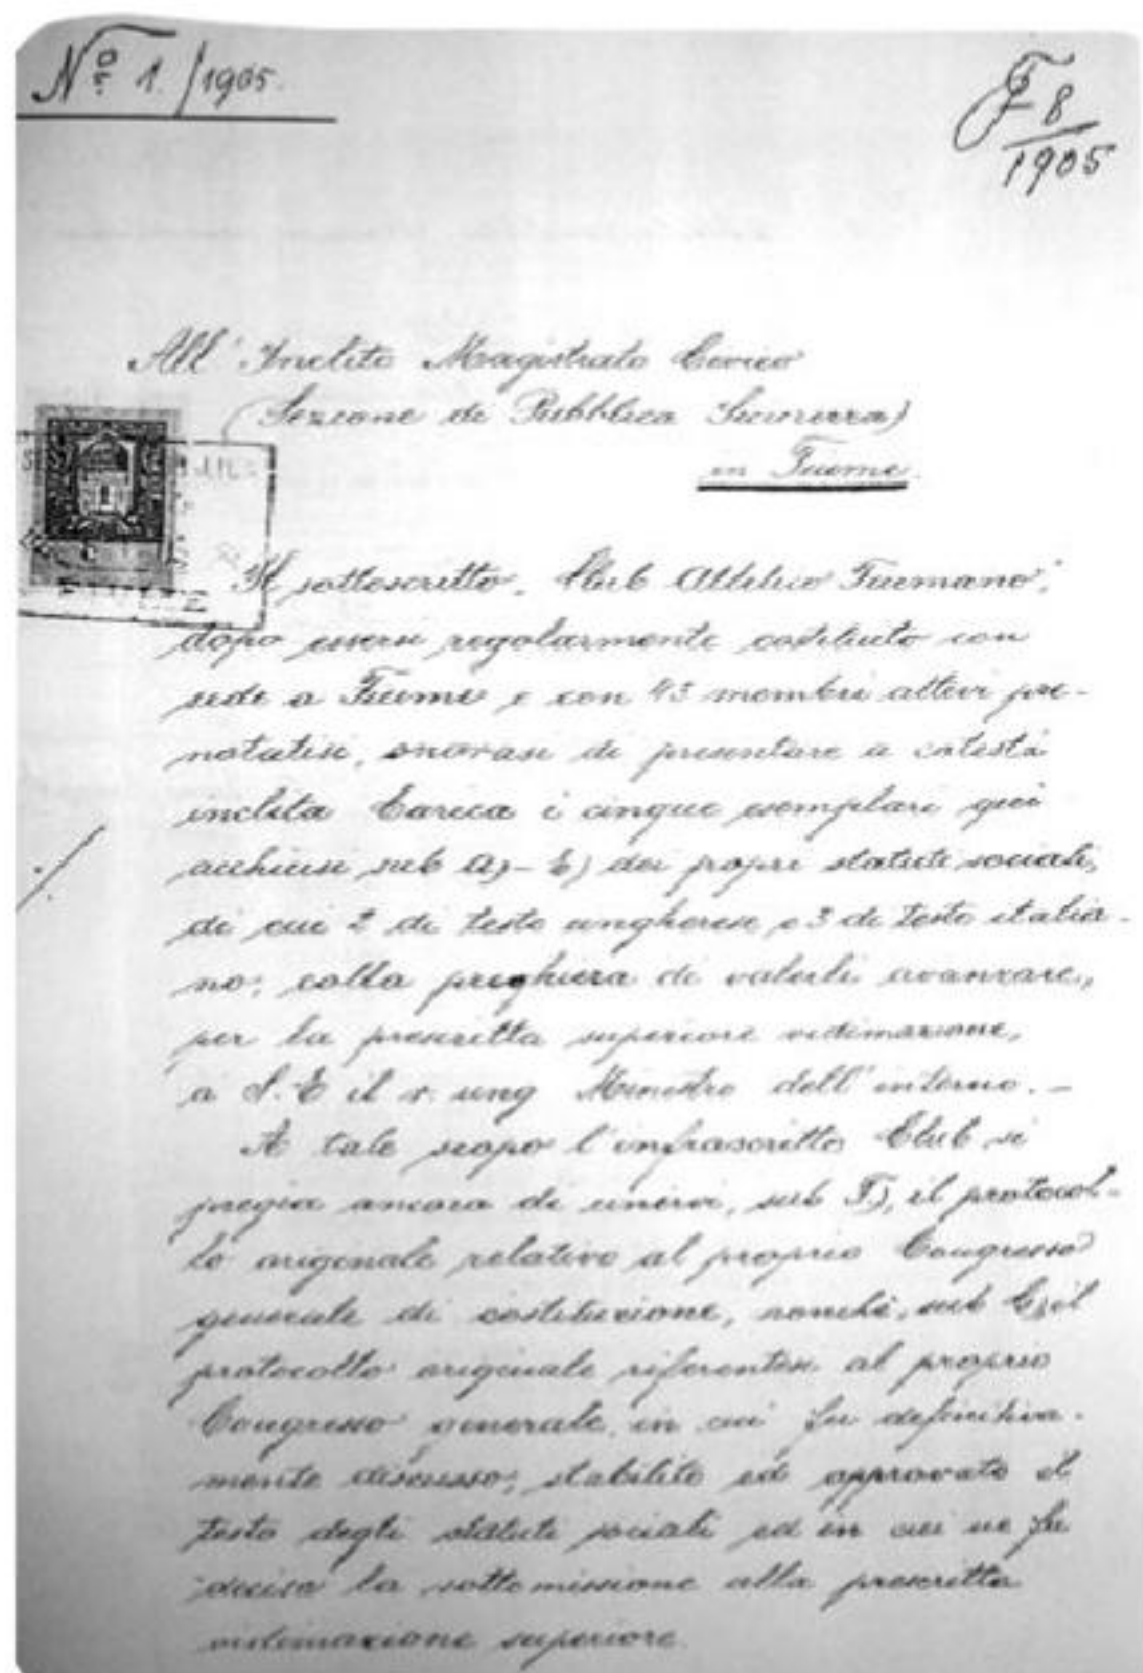 Nº 1./1905.
F 8
1905
All' Inclito Magistrato Civico
(Sezione di Pubblica Sicurezza)
in Fiume.
Il sottoscritto „Club Atletico Fiumano",
dopo essersi regolarmente costituito con
sede a Fiume e con 43 membri attivi pre-
notatisi, onorasi di presentare a cotestà
inclita Carica i cinque esemplari qui
acchiusi sub A)-E) dei propri statuti sociali,
di cui 2 di testo ungherese e 3 di testo italia-
no; colla preghiera di volerli avanzare,
per la prescritta superiore vidimazione,
a S. E il r. ung Ministro dell' interno. -
A tale scopo l'infrascritto Club si
pregia ancora di unirvi, sub F), il protocol-
lo originale relativo al proprio Congresso
generale di costituzione, nonchè, sub G) il
protocollo originale riferentesi al proprio
Congresso generale, in cui fu definitiva-
mente discusso, stabilito ed approvato il
testo degli statuti sociali ed in cui ne fu
decisa la sottomissione alla prescritta
vidimazione superiore.